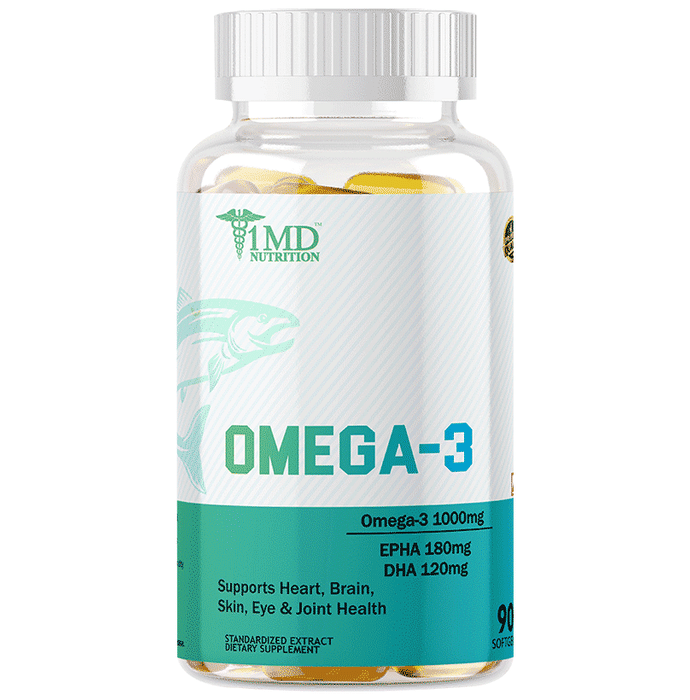 1MD™
NUTRITION
OMEGA-3
Omega-3 1000mg
EPHA 180mg
DHA 120mg
Supports Heart, Brain,
Skin, Eye & Joint Health
STANDARDIZED EXTRACT
DIETARY SUPPLEMENT
90